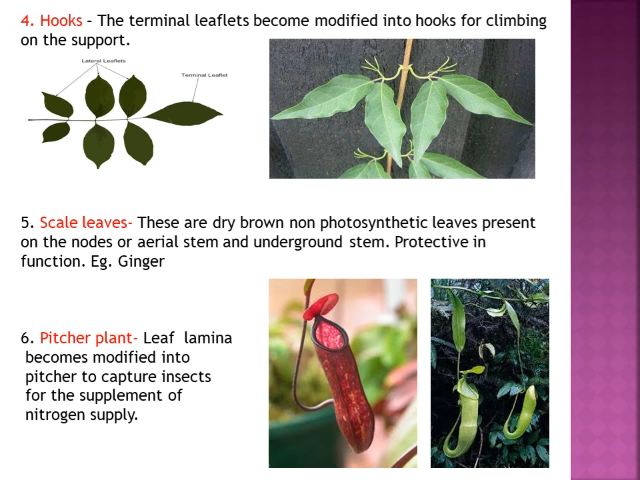 4. Hooks – The terminal leaflets become modified into hooks for climbing
on the support.
Lateral Leaflets
Terminal Leaflet
5. Scale leaves- These are dry brown non photosynthetic leaves present
on the nodes or aerial stem and underground stem. Protective in
function. Eg. Ginger
6. Pitcher plant- Leaf lamina
becomes modified into
pitcher to capture insects
for the supplement of
nitrogen supply.